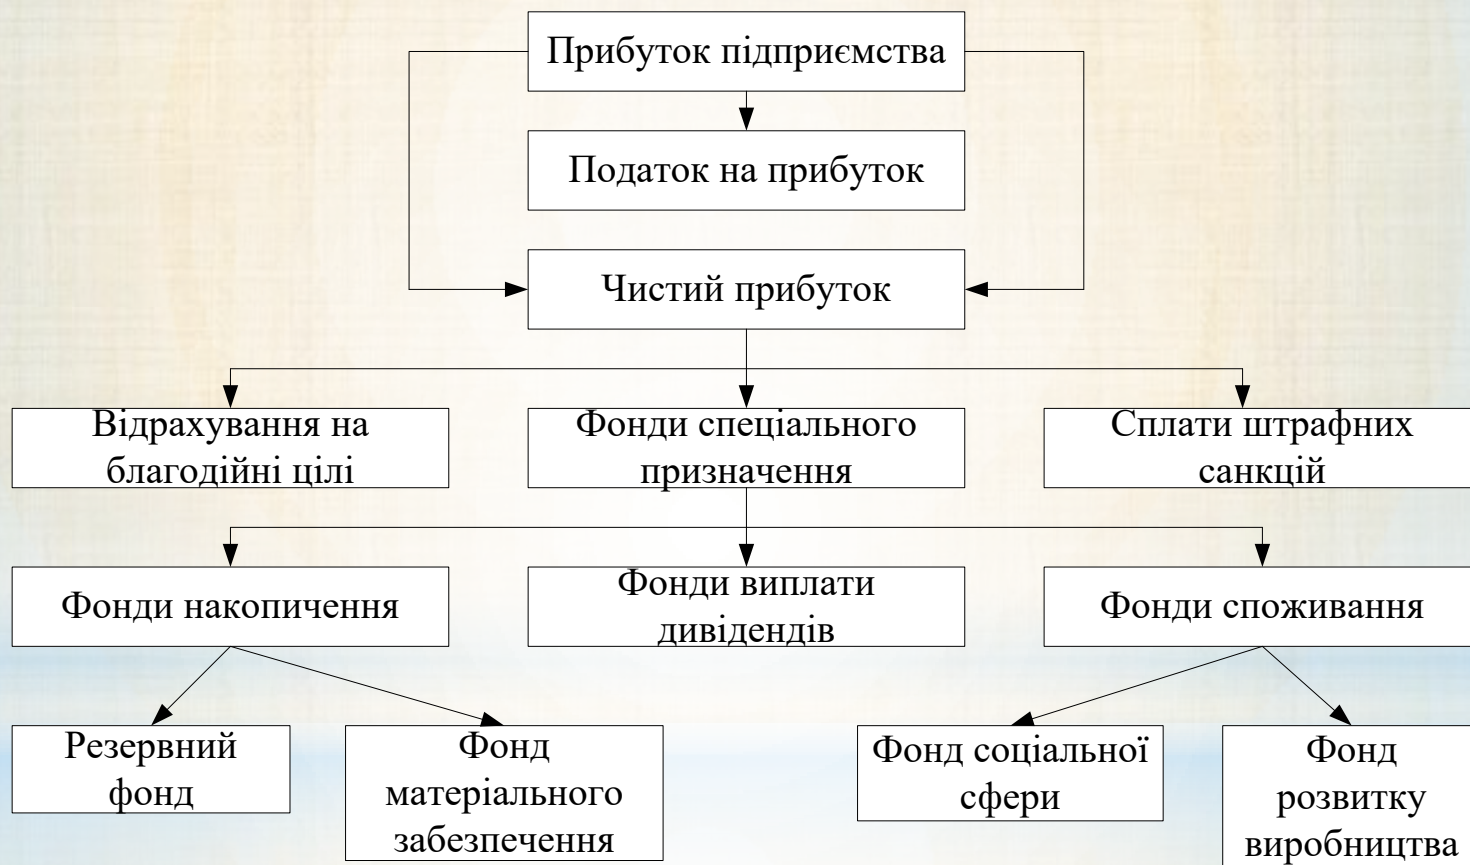 Прибуток підприємства
Податок на прибуток
Чистий прибуток
Відрахування на
благодійні цілі
Фонди спеціального
призначення
Сплати штрафних
санкцій
Фонди накопичення
Фонди виплати
дивідендів
Фонди споживання
Резервний
фонд
Фонд
матеріального
забезпечення
Фонд соціальної
сфери
Фонд
розвитку
виробництва